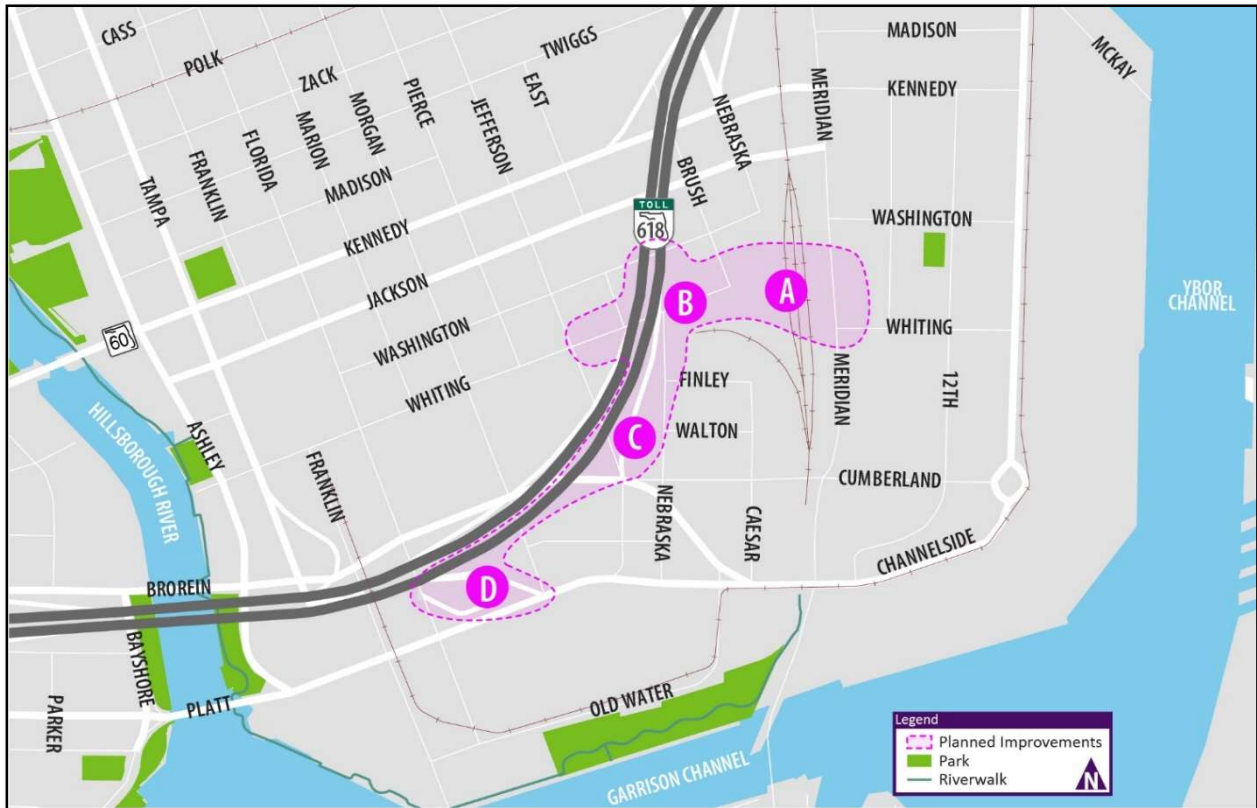 CASS
POLK
ZACK
TWIGGS
MADISON
MCKAY
KENNEDY
MERIDIAN
NEBRASKA
EAST
JEFFERSON
PIERCE
MORGAN
MARION
FLORIDA
FRANKLIN
TAMPA
MADISON
KENNEDY
BRUSH
TOLL
618
WASHINGTON
JACKSON
60
WASHINGTON
WHITING
B
A
WHITING
YBOR
CHANNEL
HILLSBOROUGH RIVER
ASHLEY
FRANKLIN
FINLEY
MERIDIAN
12TH
C
WALTON
CUMBERLAND
NEBRASKA
CAESAR
CHANNELSIDE
BROREIN
D
BAYSHORE
PARKER
PLATT
OLD WATER
GARRISON CHANNEL
Legend
Planned Improvements
Park
Riverwalk
N